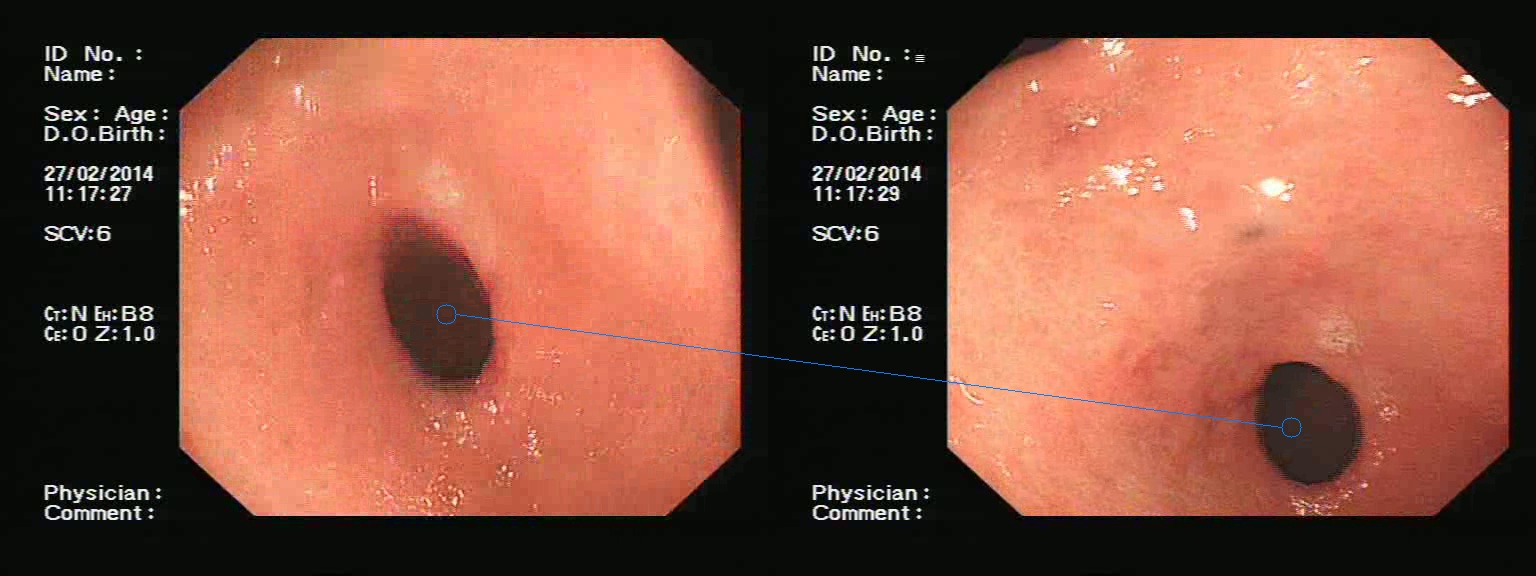 ID No. :
Name:
Sex: Age:
D.O.Birth:
27/02/2014
11:17:27
SCV:6
CT:N EH:B8
CE:0 Z:1.0
Physician:
Comment:
ID No. :
Name:
Sex: Age:
D.O.Birth:
27/02/2014
11:17:29
SCV:6
CT:N EH:B8
CE:0 Z:1.0
Physician:
Comment: